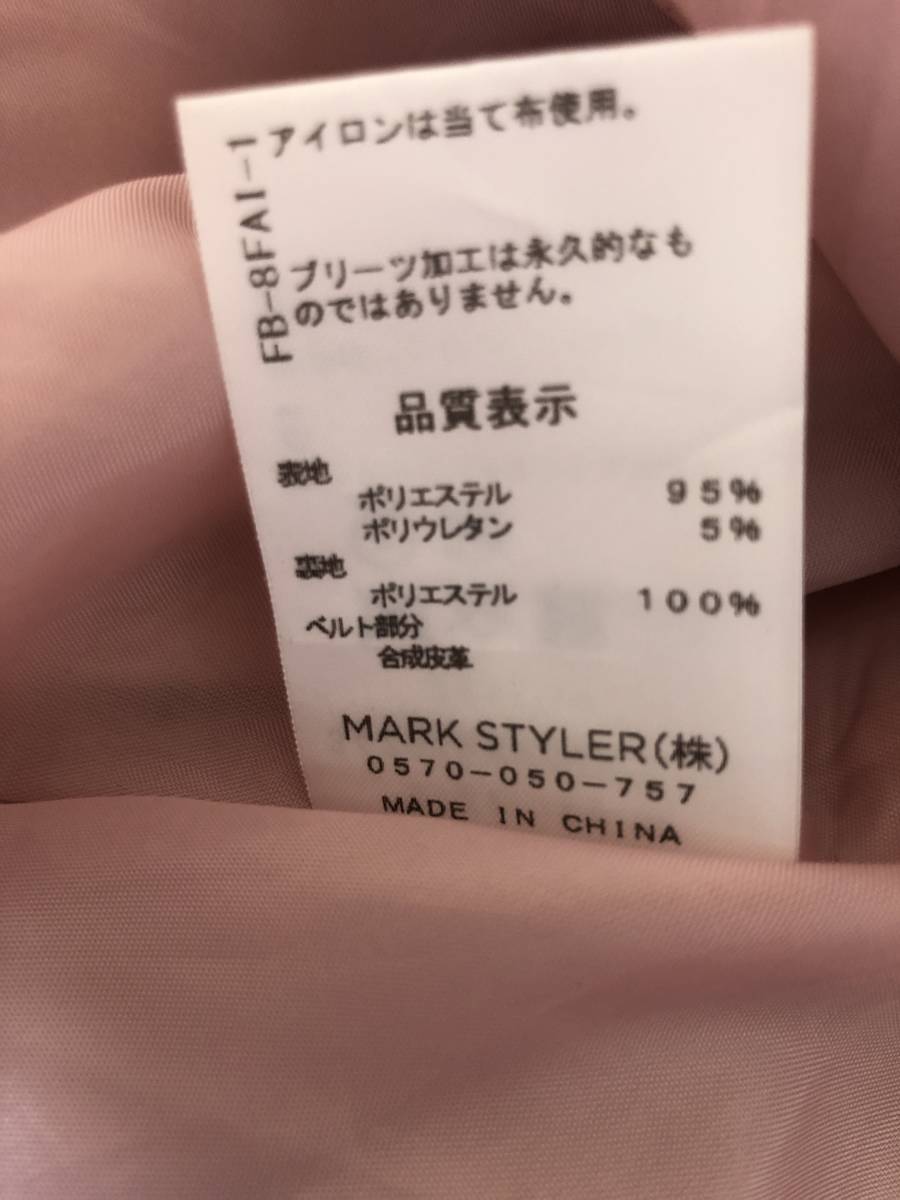 アイロンは当て布使用。
プリーツ加工は永久的なも
のではありません。
FB-8FAI-1
品質表示
表地
ポリエステル 95%
ポリウレタン 5%
裏地
ポリエステル 100%
ベルト部分
合成皮革
MARK STYLER(株)
0570-050-757
MADE IN CHINA